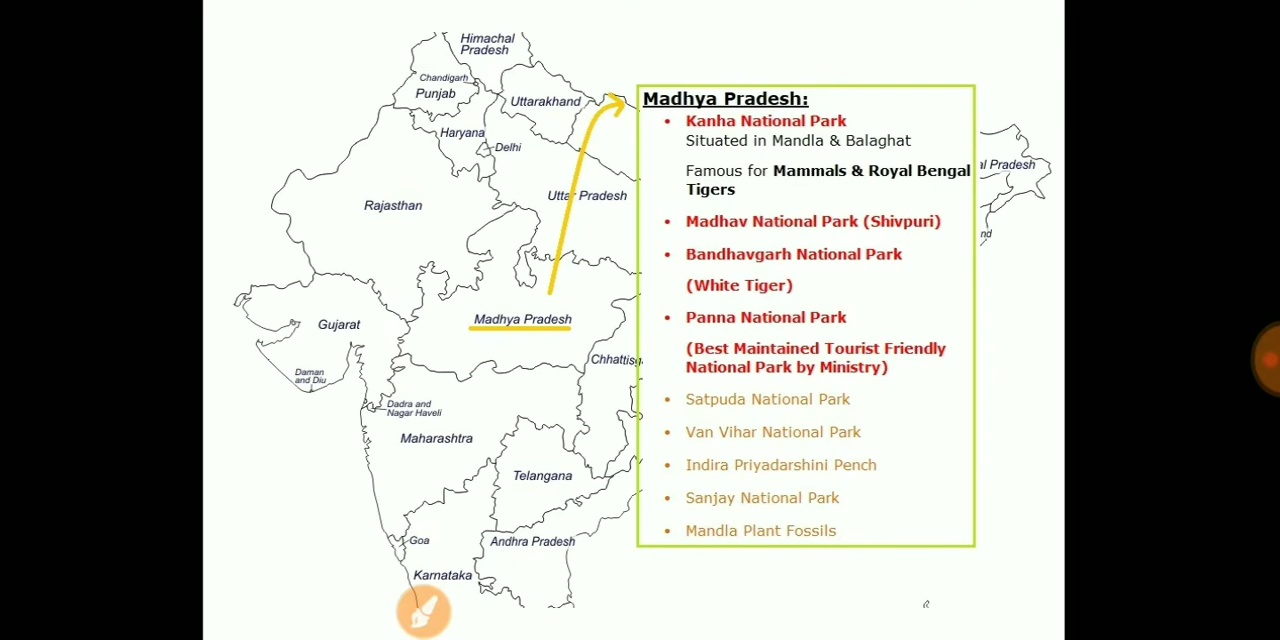 Himachal
Pradesh
Chandigarh
Punjab
Uttarakhand
Haryana
Delhi
Uttar Pradesh
Rajasthan
Madhya Pradesh
Gujarat
Daman
and Diu
Dadra and
Nagar Haveli
Maharashtra
Telangana
Goa
Andhra Pradesh
Karnataka
Madhya Pradesh:
• Kanha National Park
Situated in Mandla & Balaghat
Famous for Mammals & Royal Bengal
Tigers
• Madhav National Park (Shivpuri)
• Bandhavgarh National Park
(White Tiger)
• Panna National Park
(Best Maintained Tourist Friendly
National Park by Ministry)
• Satpuda National Park
• Van Vihar National Park
• Indira Priyadarshini Pench
• Sanjay National Park
• Mandla Plant Fossils
Pradesh